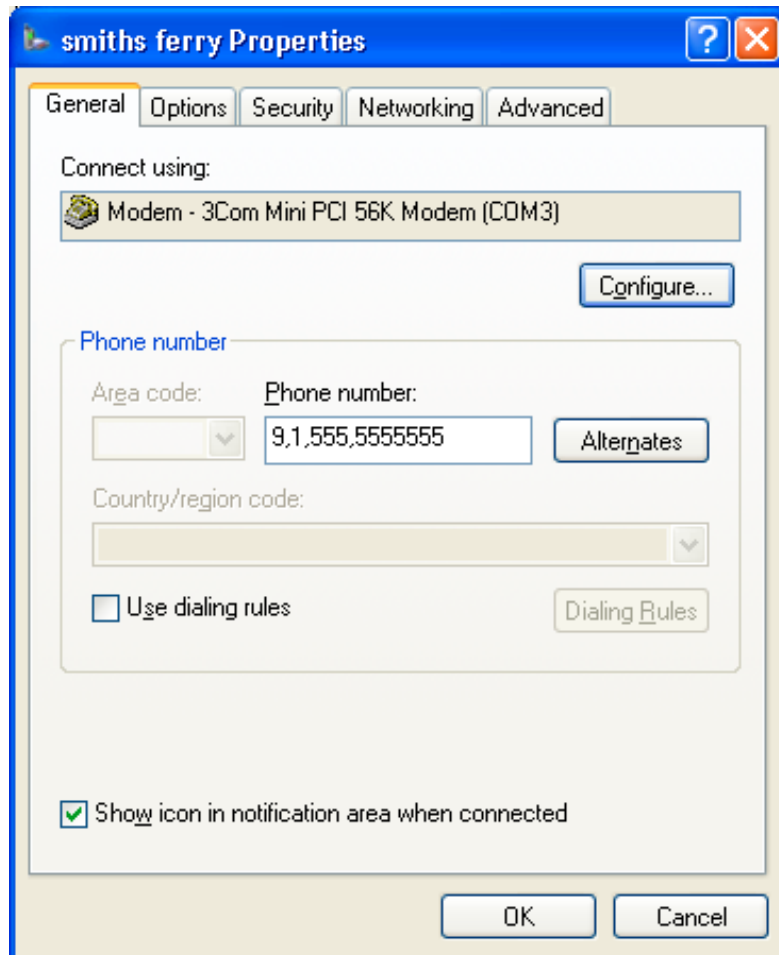 smiths ferry Properties
General Options Security Networking Advanced
Connect using:
Modem - 3Com Mini PCI 56K Modem (COM3)
Configure...
Phone number
Area code: Phone number:
9,1,555,5555555 Alternates
Country/region code:
Use dialing rules Dialing Rules
Show icon in notification area when connected
OK Cancel